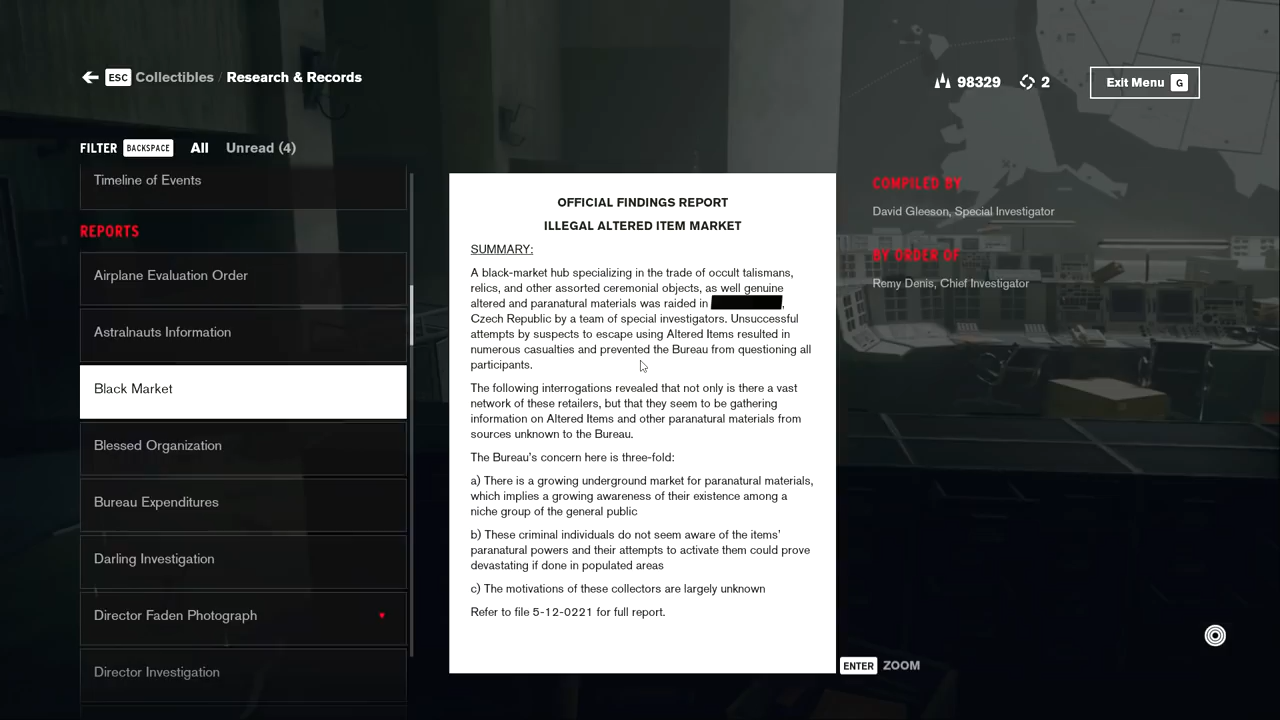 ESC Collectibles / Research & Records
98329
2
Exit Menu G
FILTER BACKSPACE All Unread (4)
Timeline of Events
REPORTS
Airplane Evaluation Order
Astralnauts Information
Black Market
Blessed Organization
Bureau Expenditures
Darling Investigation
Director Faden Photograph
Director Investigation
OFFICIAL FINDINGS REPORT
ILLEGAL ALTERED ITEM MARKET
SUMMARY:
A black-market hub specializing in the trade of occult talismans,
relics, and other assorted ceremonial objects, as well genuine
altered and paranatural materials was raided in ,
Czech Republic by a team of special investigators. Unsuccessful
attempts by suspects to escape using Altered Items resulted in
numerous casualties and prevented the Bureau from questioning all
participants.
The following interrogations revealed that not only is there a vast
network of these retailers, but that they seem to be gathering
information on Altered Items and other paranatural materials from
sources unknown to the Bureau.
The Bureau's concern here is three-fold:
a) There is a growing underground market for paranatural materials,
which implies a growing awareness of their existence among a
niche group of the general public
b) These criminal individuals do not seem aware of the items'
paranatural powers and their attempts to activate them could prove
devastating if done in populated areas
c) The motivations of these collectors are largely unknown
Refer to file 5-12-0221 for full report.
ENTER ZOOM
COMPILED BY
David Gleeson, Special Investigator
BY ORDER OF
Remy Denis, Chief Investigator